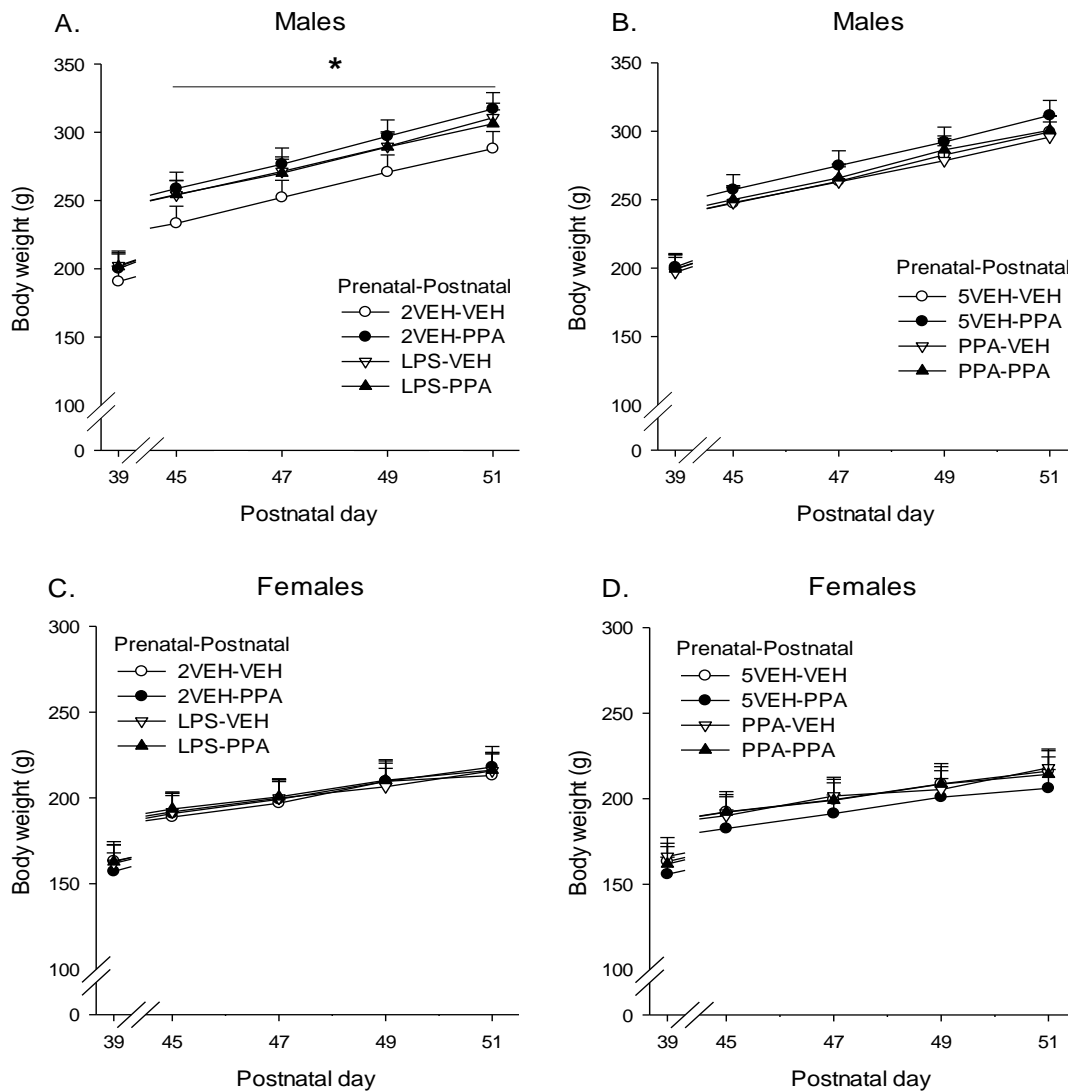 A.
Males
*
Body weight (g)
350
300
250
200
150
100
0
Prenatal-Postnatal
2VEH-VEH
2VEH-PPA
LPS-VEH
LPS-PPA
39 45 47 49 51
Postnatal day
B.
Males
Body weight (g)
350
300
250
200
150
100
0
Prenatal-Postnatal
5VEH-VEH
5VEH-PPA
PPA-VEH
PPA-PPA
39 45 47 49 51
Postnatal day
C.
Females
Body weight (g)
300
250
200
150
100
0
Prenatal-Postnatal
2VEH-VEH
2VEH-PPA
LPS-VEH
LPS-PPA
39 45 47 49 51
Postnatal day
D.
Females
Body weight (g)
300
250
200
150
100
0
Prenatal-Postnatal
5VEH-VEH
5VEH-PPA
PPA-VEH
PPA-PPA
39 45 47 49 51
Postnatal day